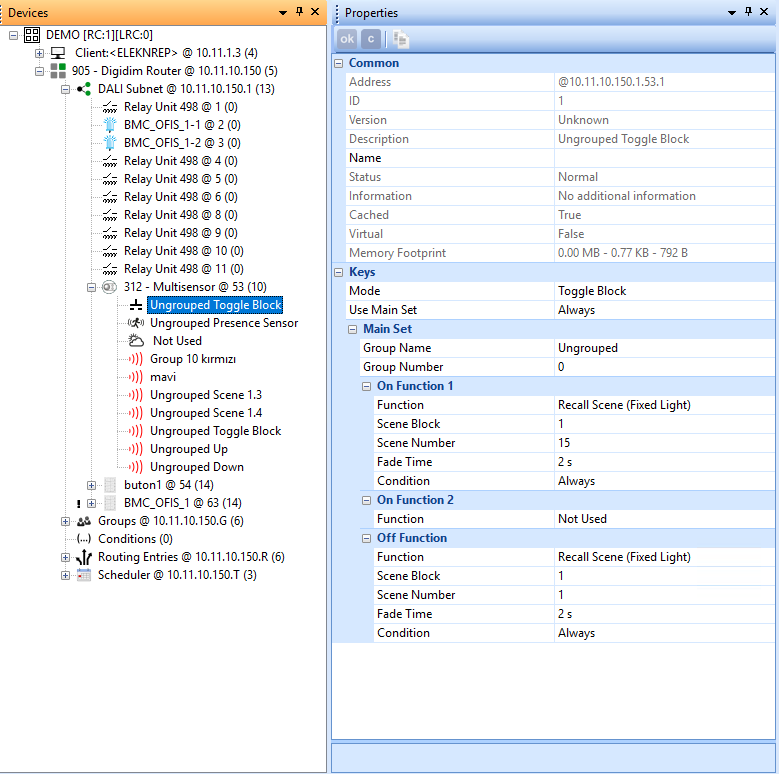 Devices
DEMO [RC:1][LRC:0]
Client:<ELEKNREP> @ 10.11.1.3 (4)
905 - Digidim Router @ 10.11.10.150 (5)
DALI Subnet @ 10.11.10.150.1 (13)
Relay Unit 498 @ 1 (0)
BMC_OFIS_1-1 @ 2 (0)
BMC_OFIS_1-2 @ 3 (0)
Relay Unit 498 @ 4 (0)
Relay Unit 498 @ 5 (0)
Relay Unit 498 @ 6 (0)
Relay Unit 498 @ 8 (0)
Relay Unit 498 @ 9 (0)
Relay Unit 498 @ 10 (0)
Relay Unit 498 @ 11 (0)
312 - Multisensor @ 53 (10)
Ungrouped Toggle Block
Ungrouped Presence Sensor
Not Used
Group 10 kırmızı
mavi
Ungrouped Scene 1.3
Ungrouped Scene 1.4
Ungrouped Toggle Block
Ungrouped Up
Ungrouped Down
buton1 @ 54 (14)
! BMC_OFIS_1 @ 63 (14)
Groups @ 10.11.10.150.G (6)
(...) Conditions (0)
Routing Entries @ 10.11.10.150.R (6)
Scheduler @ 10.11.10.150.T (3)
Properties
ok c
Common
Address @10.11.10.150.1.53.1
ID 1
Version Unknown
Description Ungrouped Toggle Block
Name
Status Normal
Information No additional information
Cached True
Virtual False
Memory Footprint 0.00 MB - 0.77 KB - 792 B
Keys
Mode Toggle Block
Use Main Set Always
Main Set
Group Name Ungrouped
Group Number 0
On Function 1
Function Recall Scene (Fixed Light)
Scene Block 1
Scene Number 15
Fade Time 2 s
Condition Always
On Function 2
Function Not Used
Off Function
Function Recall Scene (Fixed Light)
Scene Block 1
Scene Number 1
Fade Time 2 s
Condition Always